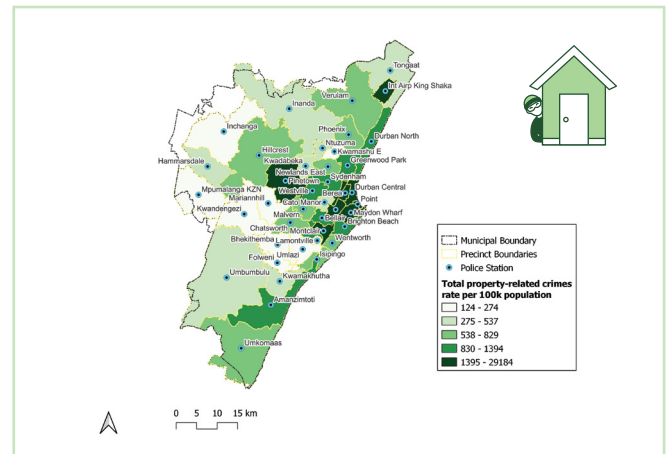 Tongaat
Int Airp King Shaka
Verulam
Inanda
Phoenix
Inchanga
Durban North
Ntuzuma
Hillcrest
Kwamashu E
Kwadabeka
Greenwood Park
Hammarsdale
Newlands East
Sydenham
Pinetown
Westville
Berea
Durban Central
Mpumalanga KZN
Mariannhill
Cato Manor
Point
Kwandengezi
Malvern
Maydon Wharf
Bellair
Brighton Beach
Chatsworth
Montclair
Bhekithemba
Lamontville
Wentworth
Folweni
Umlazi
Isipingo
Umbumbulu
Kwamakhutha
Amanzimtoti
Umkomaas
Municipal Boundary
Precinct Boundaries
Police Station
Total property-related crimes
rate per 100k population
124 - 274
275 - 537
538 - 829
830 - 1394
1395 - 29184
0 5 10 15 km